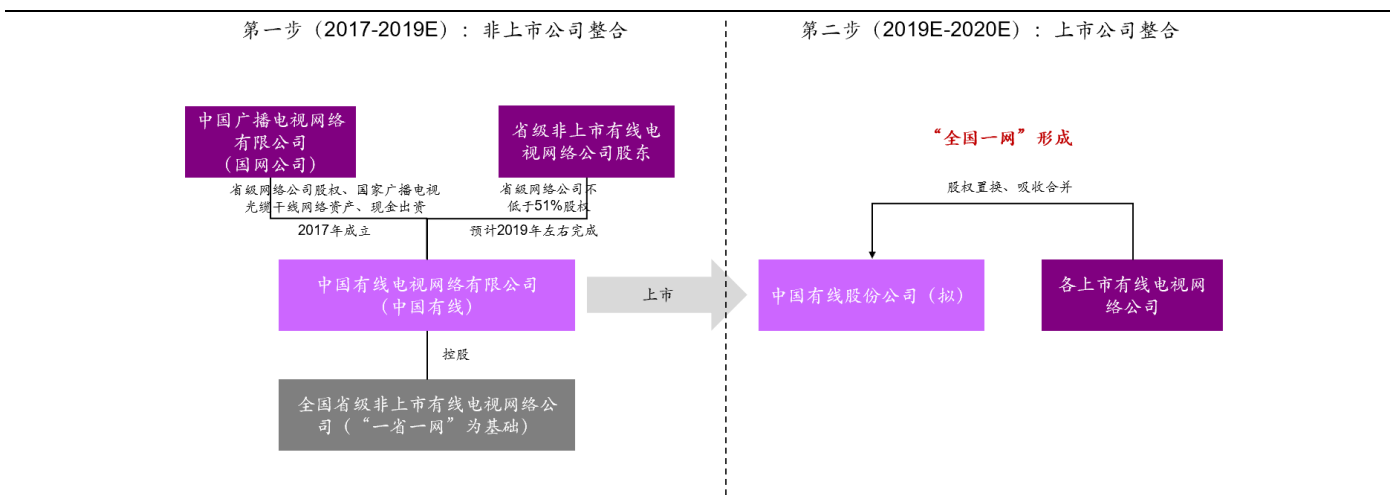 第一步（2017-2019E）：非上市公司整合
第二步（2019E-2020E）：上市公司整合
中国广播电视网络
有限公司
（国网公司）
省级非上市有线电
视网络公司股东
“全国一网”形成
省级网络公司股权、国家广播电视
光缆干线网络资产、现金出资
省级网络公司不
低于51%股权
股权置换、吸收合并
2017年成立
预计2019年左右完成
中国有线电视网络有限公司
（中国有线）
上市
中国有线股份公司（拟）
各上市有线电视网
络公司
控股
全国省级非上市有线电视网络公
司（“一省一网”为基础）